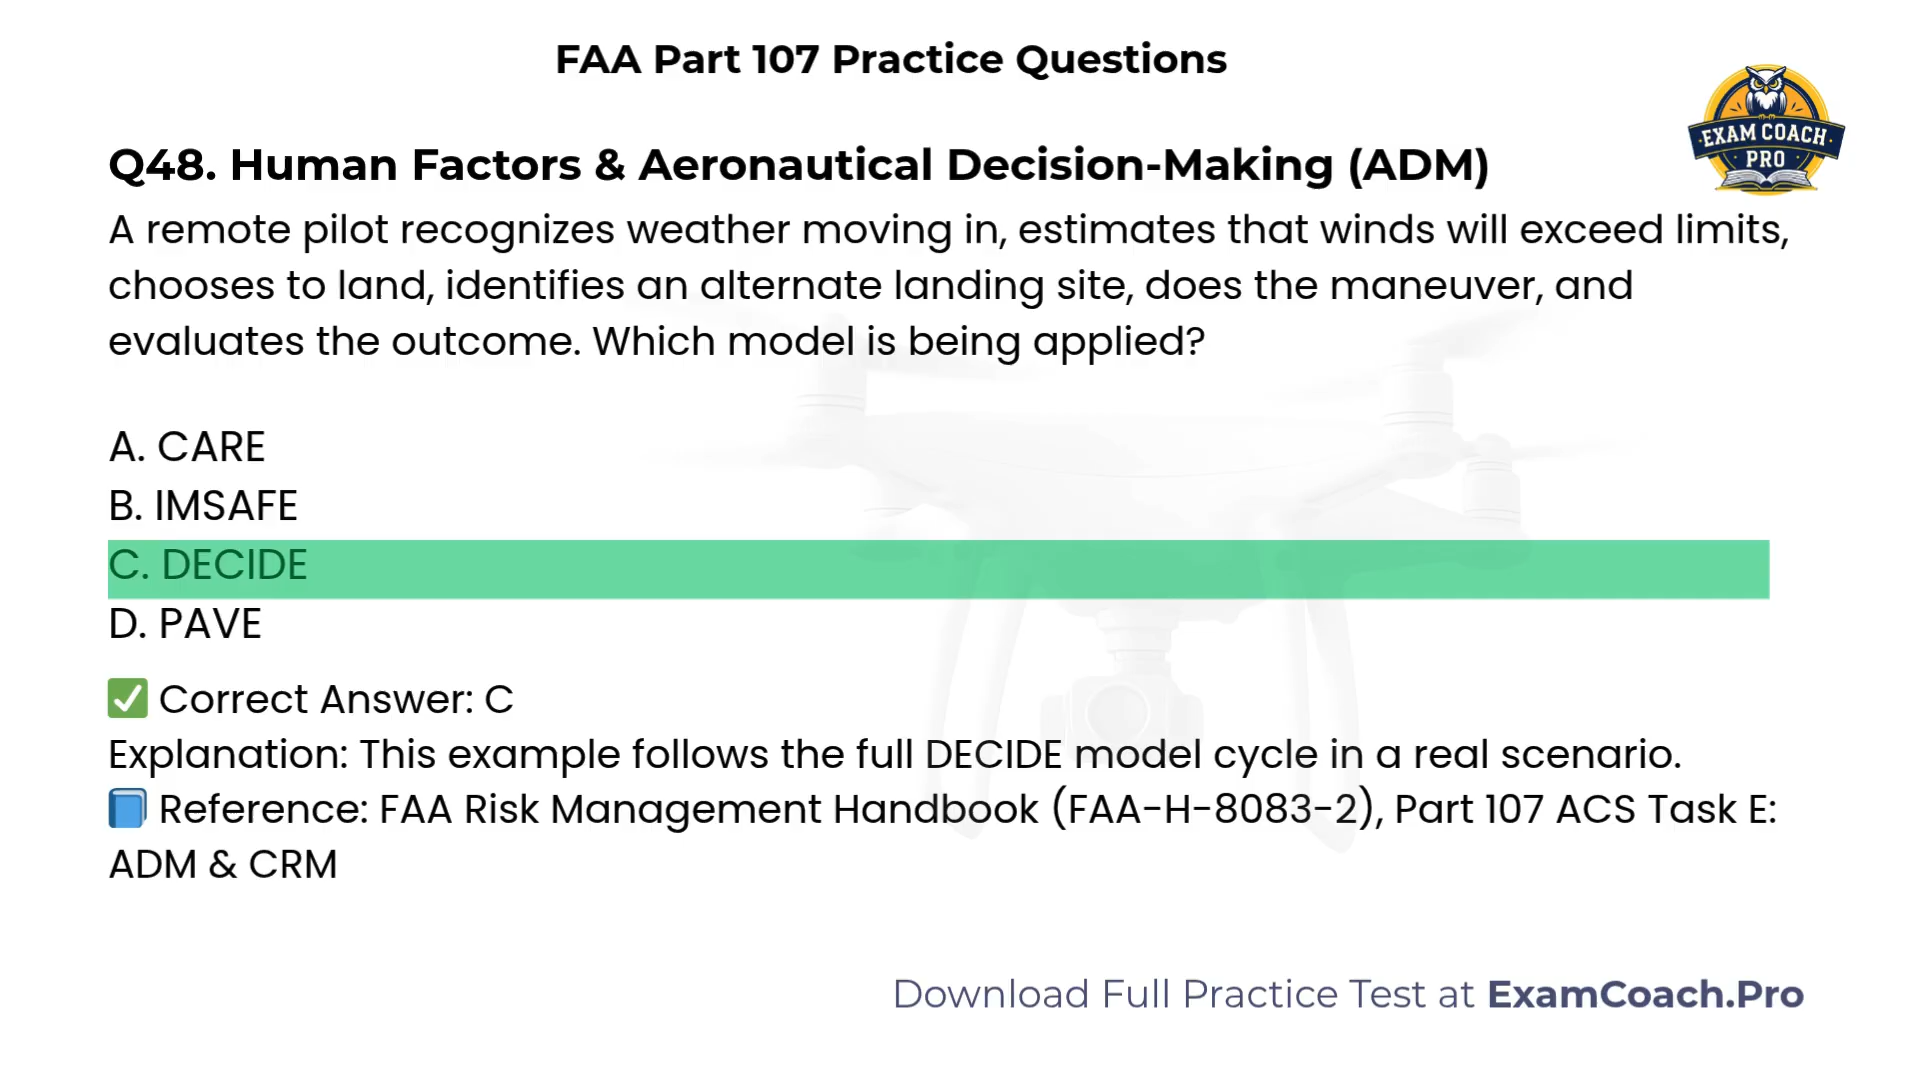 FAA Part 107 Practice Questions
EXAM COACH
PRO
Q48. Human Factors & Aeronautical Decision-Making (ADM)
A remote pilot recognizes weather moving in, estimates that winds will exceed limits,
chooses to land, identifies an alternate landing site, does the maneuver, and
evaluates the outcome. Which model is being applied?
A. CARE
B. IMSAFE
C. DECIDE
D. PAVE
✅ Correct Answer: C
Explanation: This example follows the full DECIDE model cycle in a real scenario.
📘 Reference: FAA Risk Management Handbook (FAA-H-8083-2), Part 107 ACS Task E:
ADM & CRM
Download Full Practice Test at ExamCoach.Pro